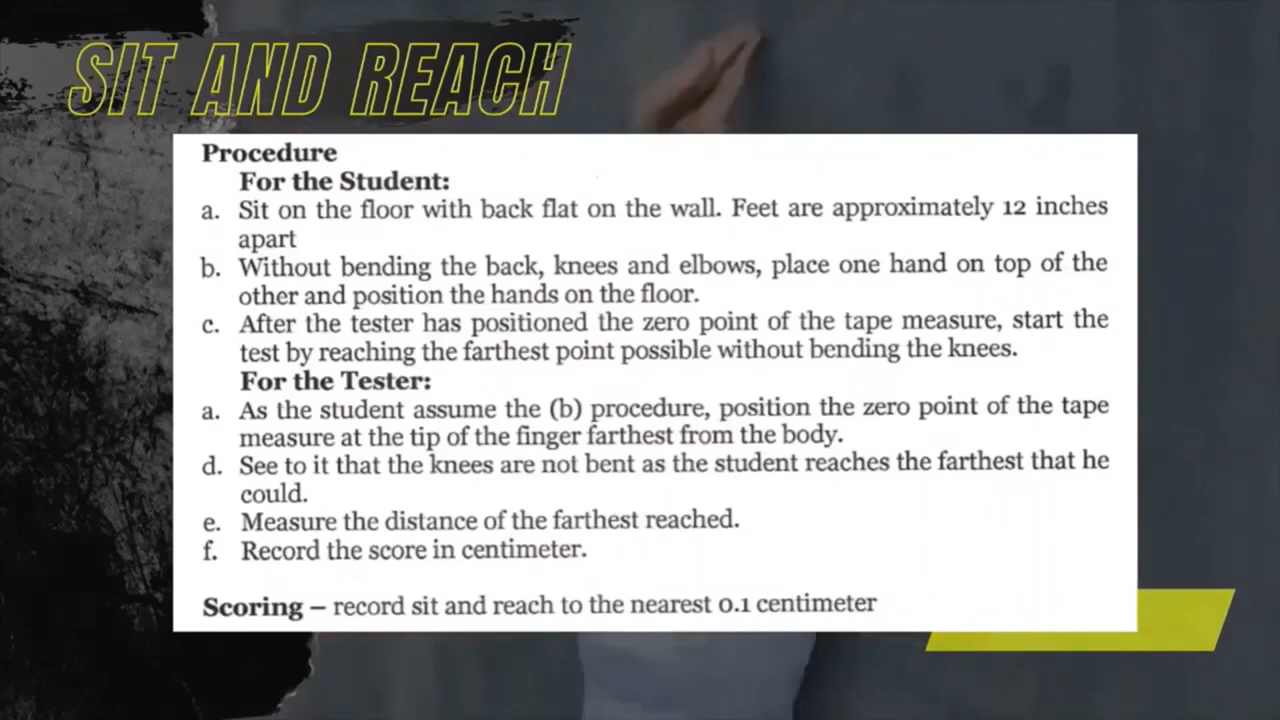 SIT AND REACH
Procedure
For the Student:
a. Sit on the floor with back flat on the wall. Feet are approximately 12 inches
apart
b. Without bending the back, knees and elbows, place one hand on top of the
other and position the hands on the floor.
c. After the tester has positioned the zero point of the tape measure, start the
test by reaching the farthest point possible without bending the knees.
For the Tester:
a. As the student assume the (b) procedure, position the zero point of the tape
measure at the tip of the finger farthest from the body.
d. See to it that the knees are not bent as the student reaches the farthest that he
could.
e. Measure the distance of the farthest reached.
f. Record the score in centimeter.
Scoring – record sit and reach to the nearest 0.1 centimeter